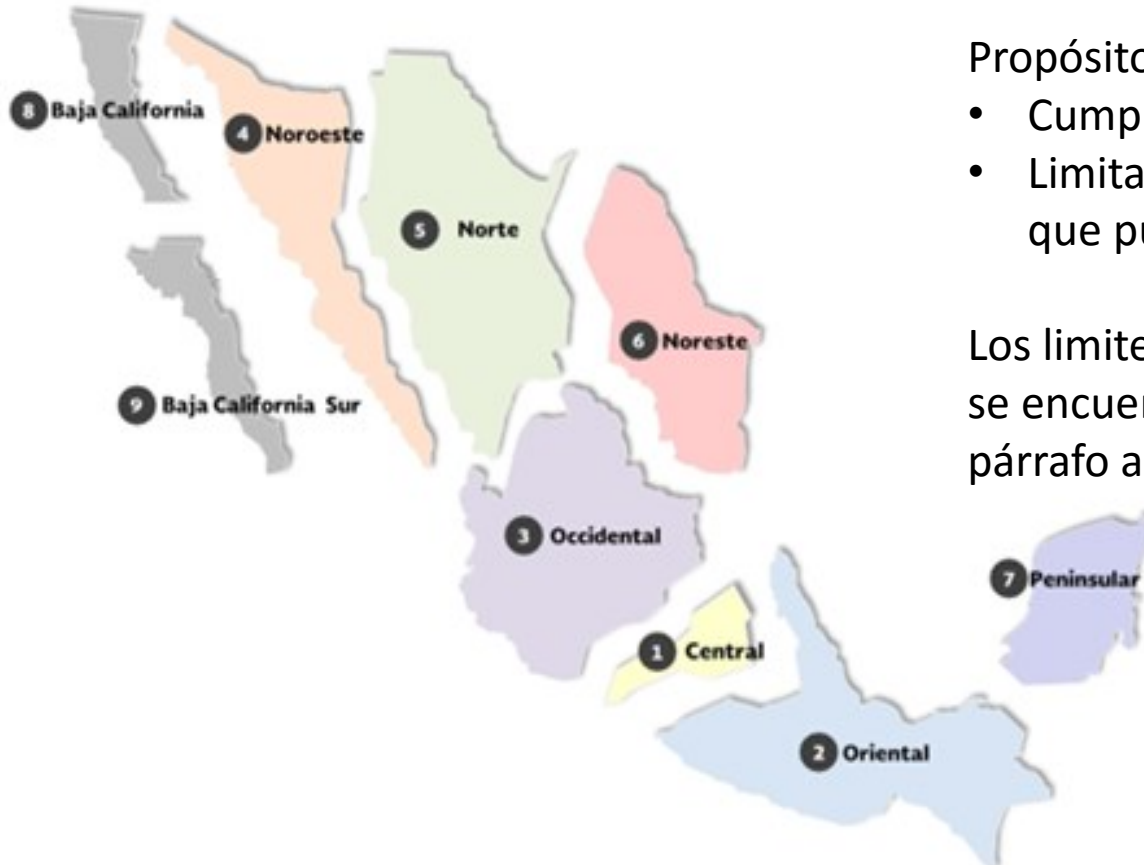 Propósito
• Cump
• Limita
que pu
Los limite
se encuer
párrafo a
8 Baja California
4 Noroeste
5 Norte
6 Noreste
9 Baja California Sur
3 Occidental
7 Peninsular
1 Central
2 Oriental